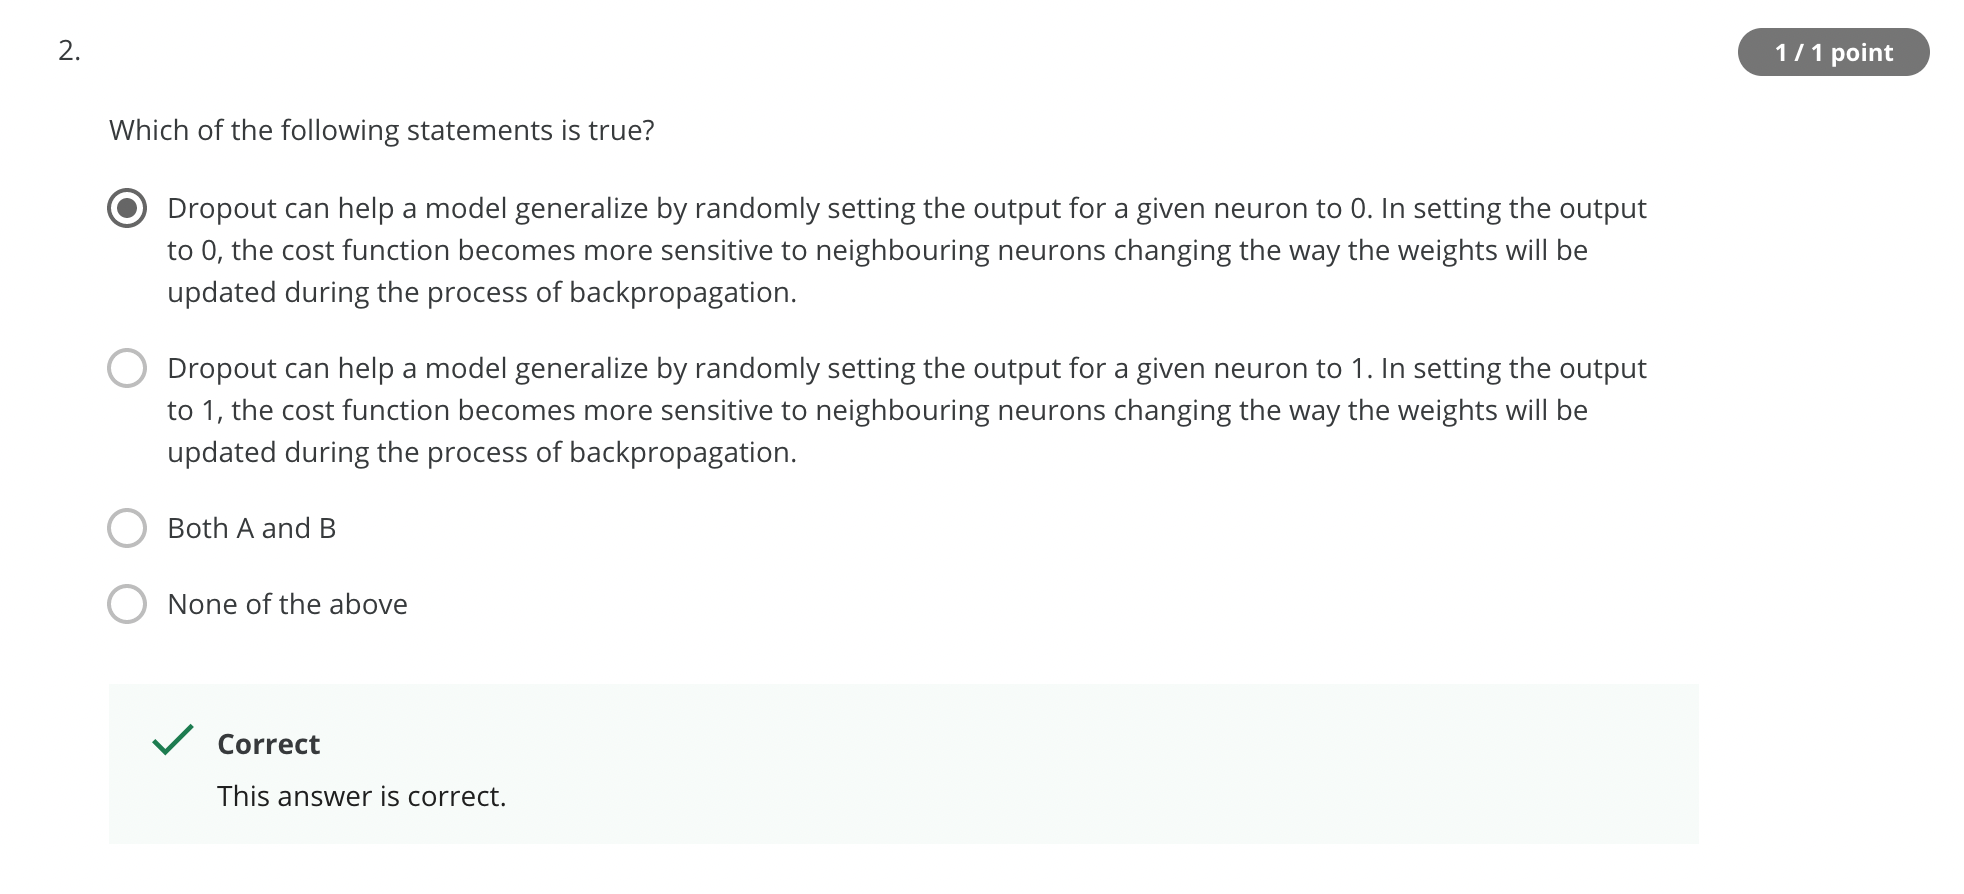 2.
1 / 1 point
Which of the following statements is true?
Dropout can help a model generalize by randomly setting the output for a given neuron to 0. In setting the output
to 0, the cost function becomes more sensitive to neighbouring neurons changing the way the weights will be
updated during the process of backpropagation.
Dropout can help a model generalize by randomly setting the output for a given neuron to 1. In setting the output
to 1, the cost function becomes more sensitive to neighbouring neurons changing the way the weights will be
updated during the process of backpropagation.
Both A and B
None of the above
Correct
This answer is correct.